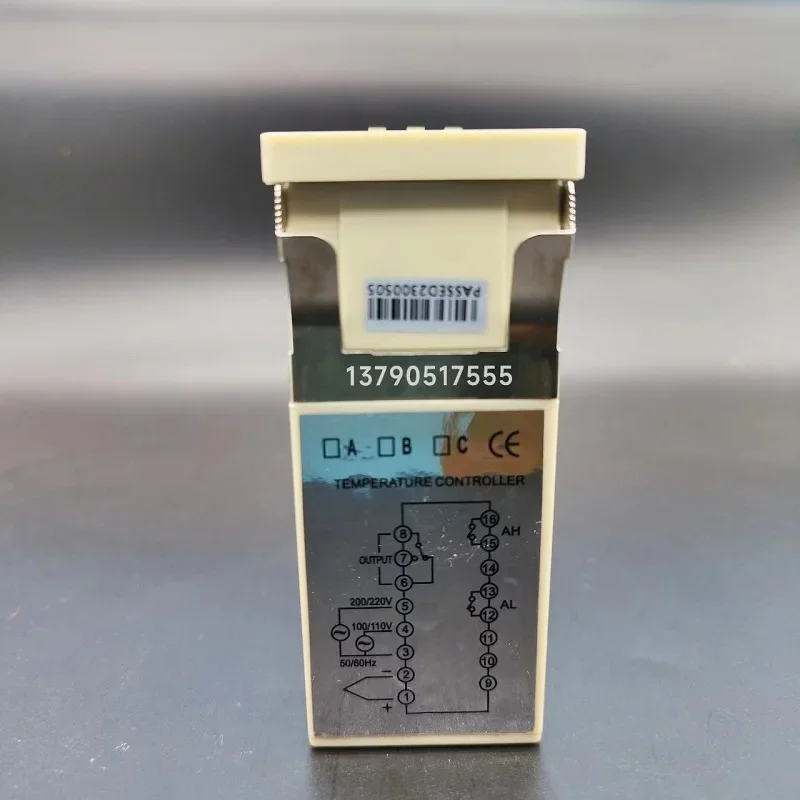 PASSED2300505
13790517555
A B C CE
TEMPERATURE CONTROLLER
8 16
AH
OUTPUT 7 15
14
6 13
200/220V 5 AL
12
100/110V 4 11
3
50/60Hz 10
− 2 9
+ 1